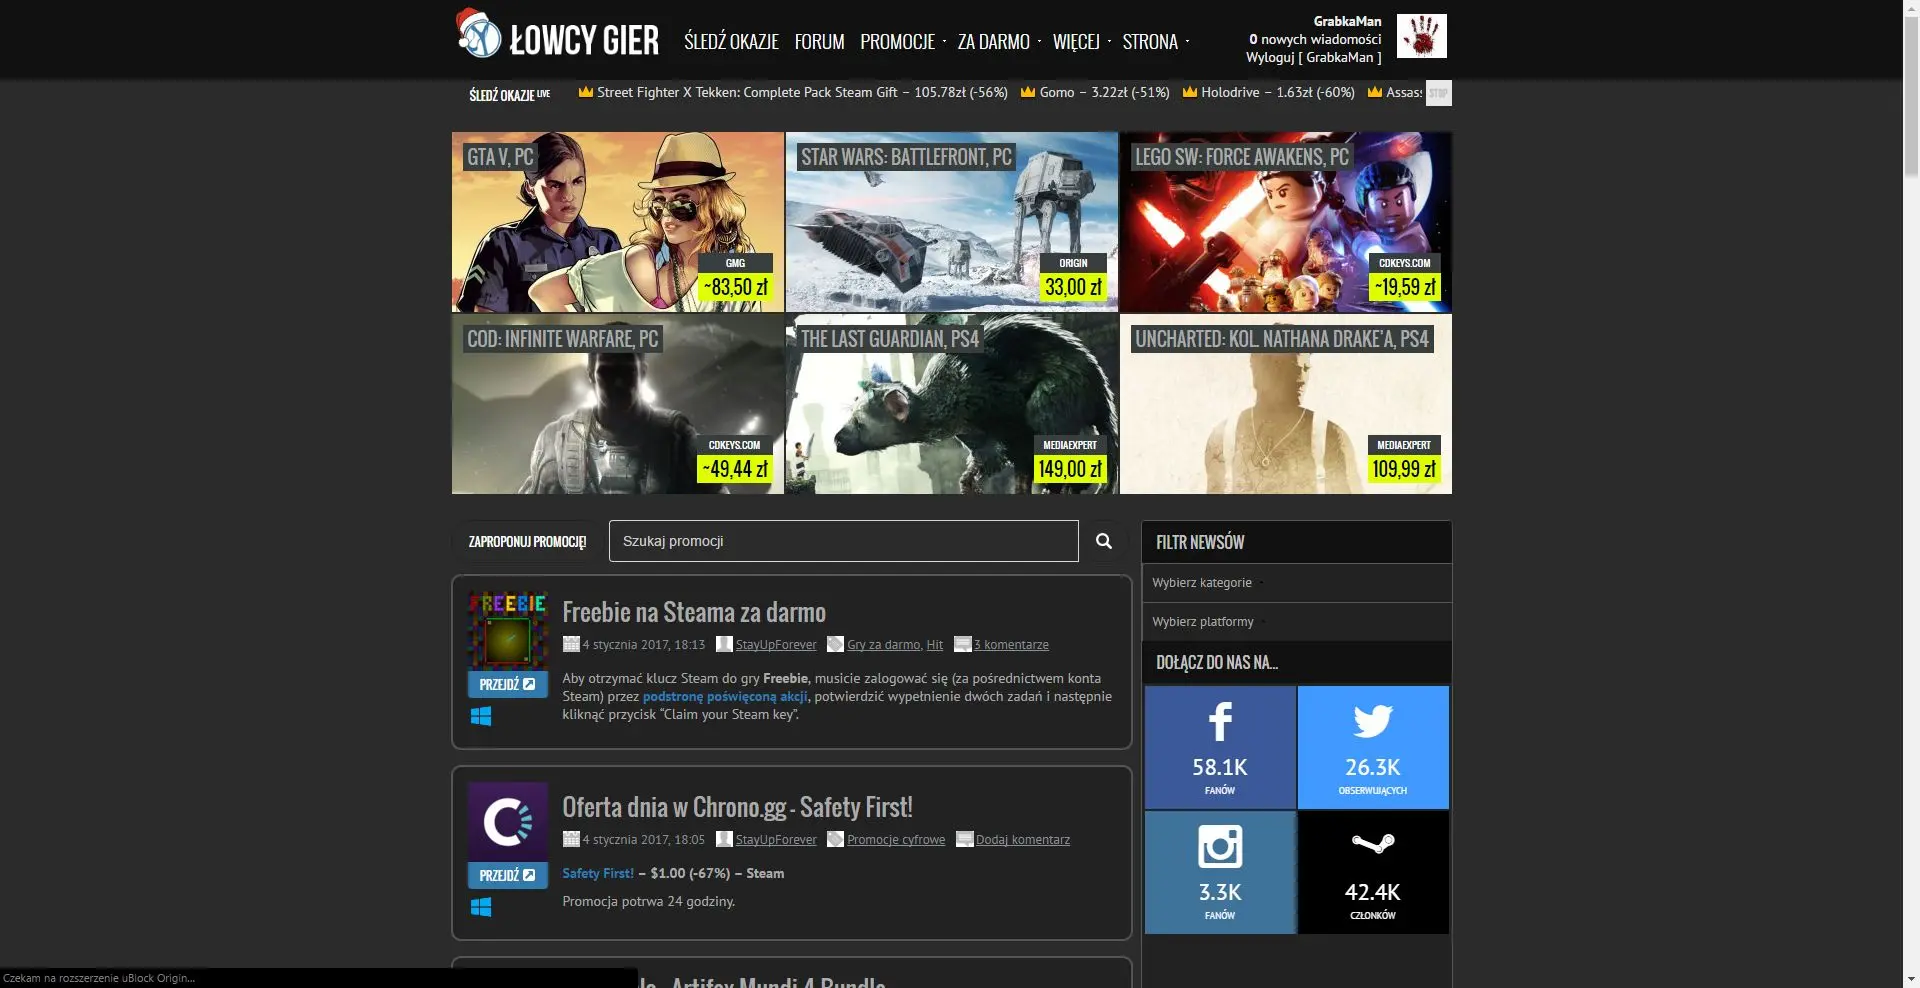 ŁOWCY GIER
ŚLEDŹ OKAZJE FORUM PROMOCJE ZA DARMO WIĘCEJ STRONA
GrabkaMan
0 nowych wiadomości
Wyloguj [ GrabkaMan ]
ŚLEDŹ OKAZJE LIVE
Street Fighter X Tekken: Complete Pack Steam Gift – 105.78zł (-56%) Gomo – 3.22zł (-51%) Holodrive – 1.63zł (-60%) Assas:
STOP
GTA V, PC
GMG
~83,50 zł
STAR WARS: BATTLEFRONT, PC
ORIGIN
33,00 zł
LEGO SW: FORCE AWAKENS, PC
CDKEYS.COM
~19,59 zł
COD: INFINITE WARFARE, PC
CDKEYS.COM
~49,44 zł
THE LAST GUARDIAN, PS4
MEDIAEXPERT
149,00 zł
UNCHARTED: KOL. NATHANA DRAKE'A, PS4
MEDIAEXPERT
109,99 zł
ZAPROPONUJ PROMOCJĘ!
Szukaj promocji
FREEBIE
PRZEJDŹ
Freebie na Steama za darmo
4 stycznia 2017, 18:13 StayUpForever Gry za darmo, Hit 3 komentarze
Aby otrzymać klucz Steam do gry Freebie, musicie zalogować się (za pośrednictwem konta
Steam) przez podstronę poświęconą akcji, potwierdzić wypełnienie dwóch zadań i następnie
kliknąć przycisk “Claim your Steam key”.
PRZEJDŹ
Oferta dnia w Chrono.gg - Safety First!
4 stycznia 2017, 18:05 StayUpForever Promocje cyfrowe Dodaj komentarz
Safety First! – $1.00 (-67%) – Steam
Promocja potrwa 24 godziny.
Artifex Mundi 4 Bundle
FILTR NEWSÓW
Wybierz kategorie
Wybierz platformy
DOŁĄCZ DO NAS NA...
58.1K
FANÓW
26.3K
OBSERWUJĄCYCH
3.3K
FANÓW
42.4K
CZŁONKÓW
Czekam na rozszerzenie uBlock Origin...